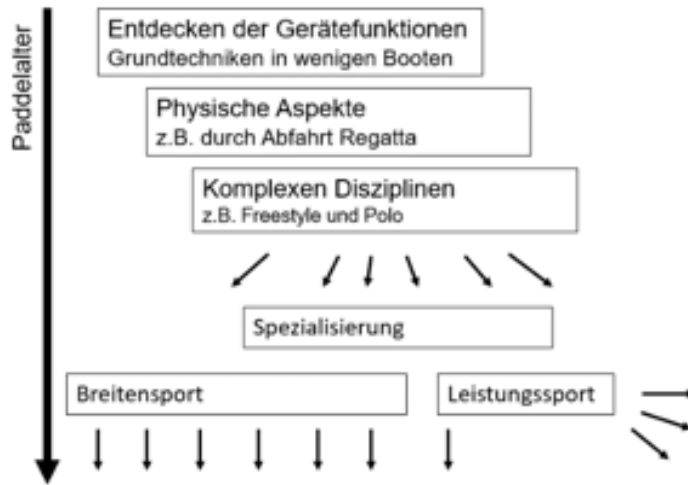 Paddelalter
Entdecken der Gerätefunktionen
Grundtechniken in wenigen Booten
Physische Aspekte
z.B. durch Abfahrt Regatta
Komplexen Disziplinen
z.B. Freestyle und Polo
Spezialisierung
Breitensport
Leistungssport